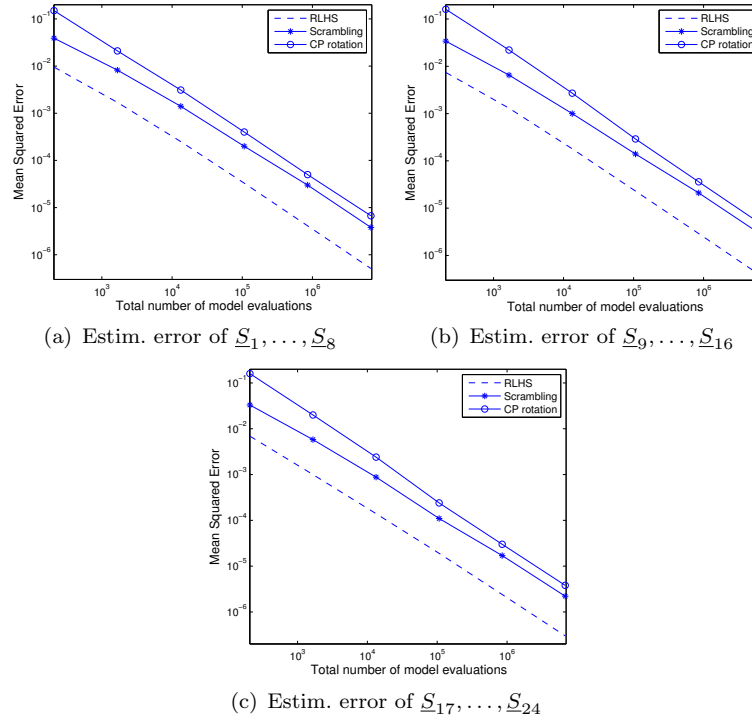 RLHS
Scrambling
CP rotation
10⁻¹
10⁻²
10⁻³
10⁻⁴
10⁻⁵
10⁻⁶
Mean Squared Error
10³ 10⁴ 10⁵ 10⁶
Total number of model evaluations
(a) Estim. error of S₁, . . . , S₈
RLHS
Scrambling
CP rotation
10⁻¹
10⁻²
10⁻³
10⁻⁴
10⁻⁵
10⁻⁶
Mean Squared Error
10³ 10⁴ 10⁵ 10⁶
Total number of model evaluations
(b) Estim. error of S₉, . . . , S₁₆
RLHS
Scrambling
CP rotation
10⁻¹
10⁻²
10⁻³
10⁻⁴
10⁻⁵
10⁻⁶
Mean Squared Error
10³ 10⁴ 10⁵ 10⁶
Total number of model evaluations
(c) Estim. error of S₁₇, . . . , S₂₄